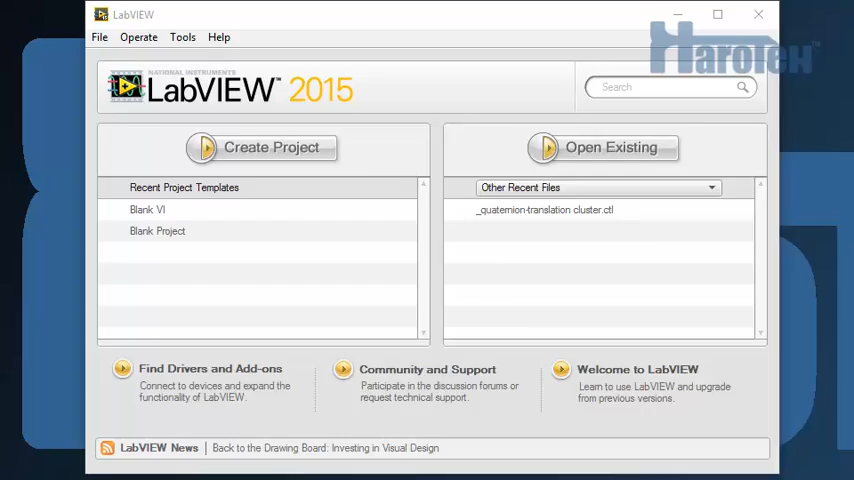 LabVIEW
File Operate Tools Help
HaroTek™
NATIONAL INSTRUMENTS
LabVIEW™ 2015
Search
Create Project
Open Existing
Recent Project Templates
Other Recent Files
Blank VI
_quaternion-translation cluster.ctl
Blank Project
Find Drivers and Add-ons
Connect to devices and expand the
functionality of LabVIEW.
Community and Support
Participate in the discussion forums or
request technical support.
Welcome to LabVIEW
Learn to use LabVIEW and upgrade
from previous versions.
LabVIEW News | Back to the Drawing Board: Investing in Visual Design